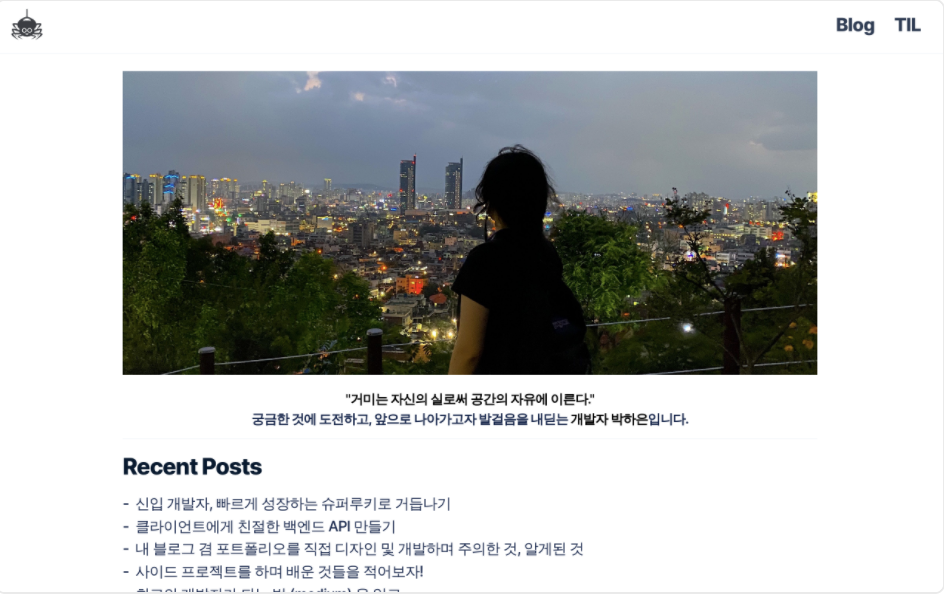 Blog TIL
"거미는 자신의 실로써 공간의 자유에 이른다."
궁금한 것에 도전하고, 앞으로 나아가고자 발걸음을 내딛는 개발자 박하은입니다.
Recent Posts
- 신입 개발자, 빠르게 성장하는 슈퍼루키로 거듭나기
- 클라이언트에게 친절한 백엔드 API 만들기
- 내 블로그 겸 포트폴리오를 직접 디자인 및 개발하며 주의한 것, 알게된 것
- 사이드 프로젝트를 하며 배운 것들을 적어보자!